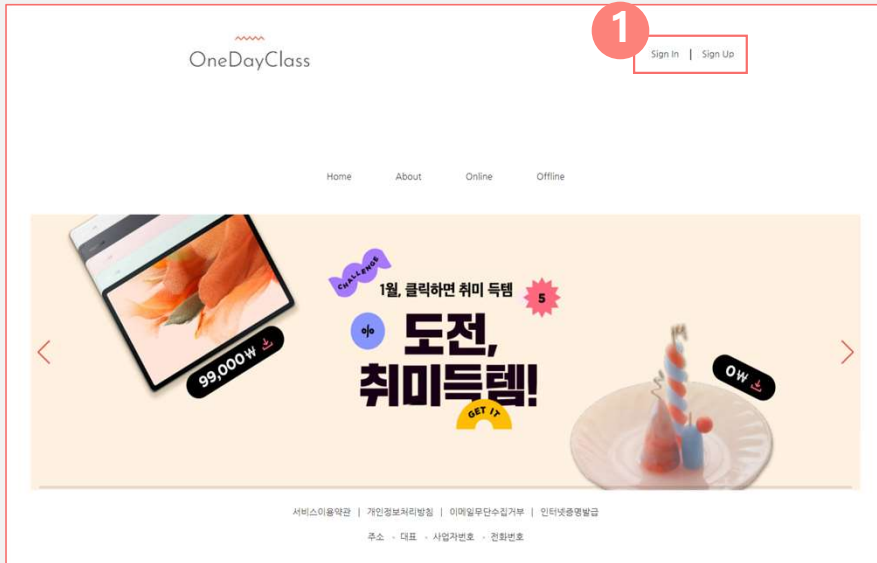 1
OneDayClass
Sign In | Sign Up
Home About Online Offline
CHALLENGE
1월, 클릭하면 취미 득템
5
%
도전,
취미득템!
GET IT
99,000₩
0₩
서비스이용약관 | 개인정보처리방침 | 이메일무단수집거부 | 인터넷증명발급
주소 - 대표 - 사업자번호 - 전화번호